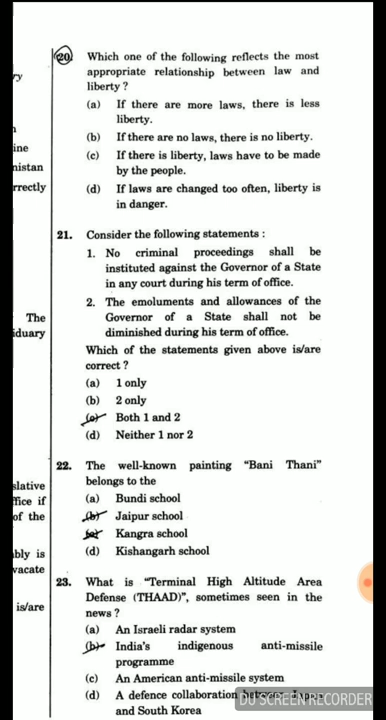 20. Which one of the following reflects the most
ry appropriate relationship between law and
liberty ?
(a) If there are more laws, there is less
liberty.
(b) If there are no laws, there is no liberty.
ine
(c) If there is liberty, laws have to be made
nistan by the people.
rrectly (d) If laws are changed too often, liberty is
in danger.
21. Consider the following statements :
1. No criminal proceedings shall be
instituted against the Governor of a State
in any court during his term of office.
2. The emoluments and allowances of the
The Governor of a State shall not be
iduary diminished during his term of office.
Which of the statements given above is/are
correct ?
(a) 1 only
(b) 2 only
(c) Both 1 and 2
(d) Neither 1 nor 2
22. The well-known painting “Bani Thani”
slative belongs to the
ffice if (a) Bundi school
of the (b) Jaipur school
(c) Kangra school
bly is (d) Kishangarh school
vacate
23. What is “Terminal High Altitude Area
Defense (THAAD)”, sometimes seen in the
is/are news ?
(a) An Israeli radar system
(b) India’s indigenous anti-missile
programme
(c) An American anti-missile system
(d) A defence collaboration between Japan
and South Korea
DU SCREEN RECORDER